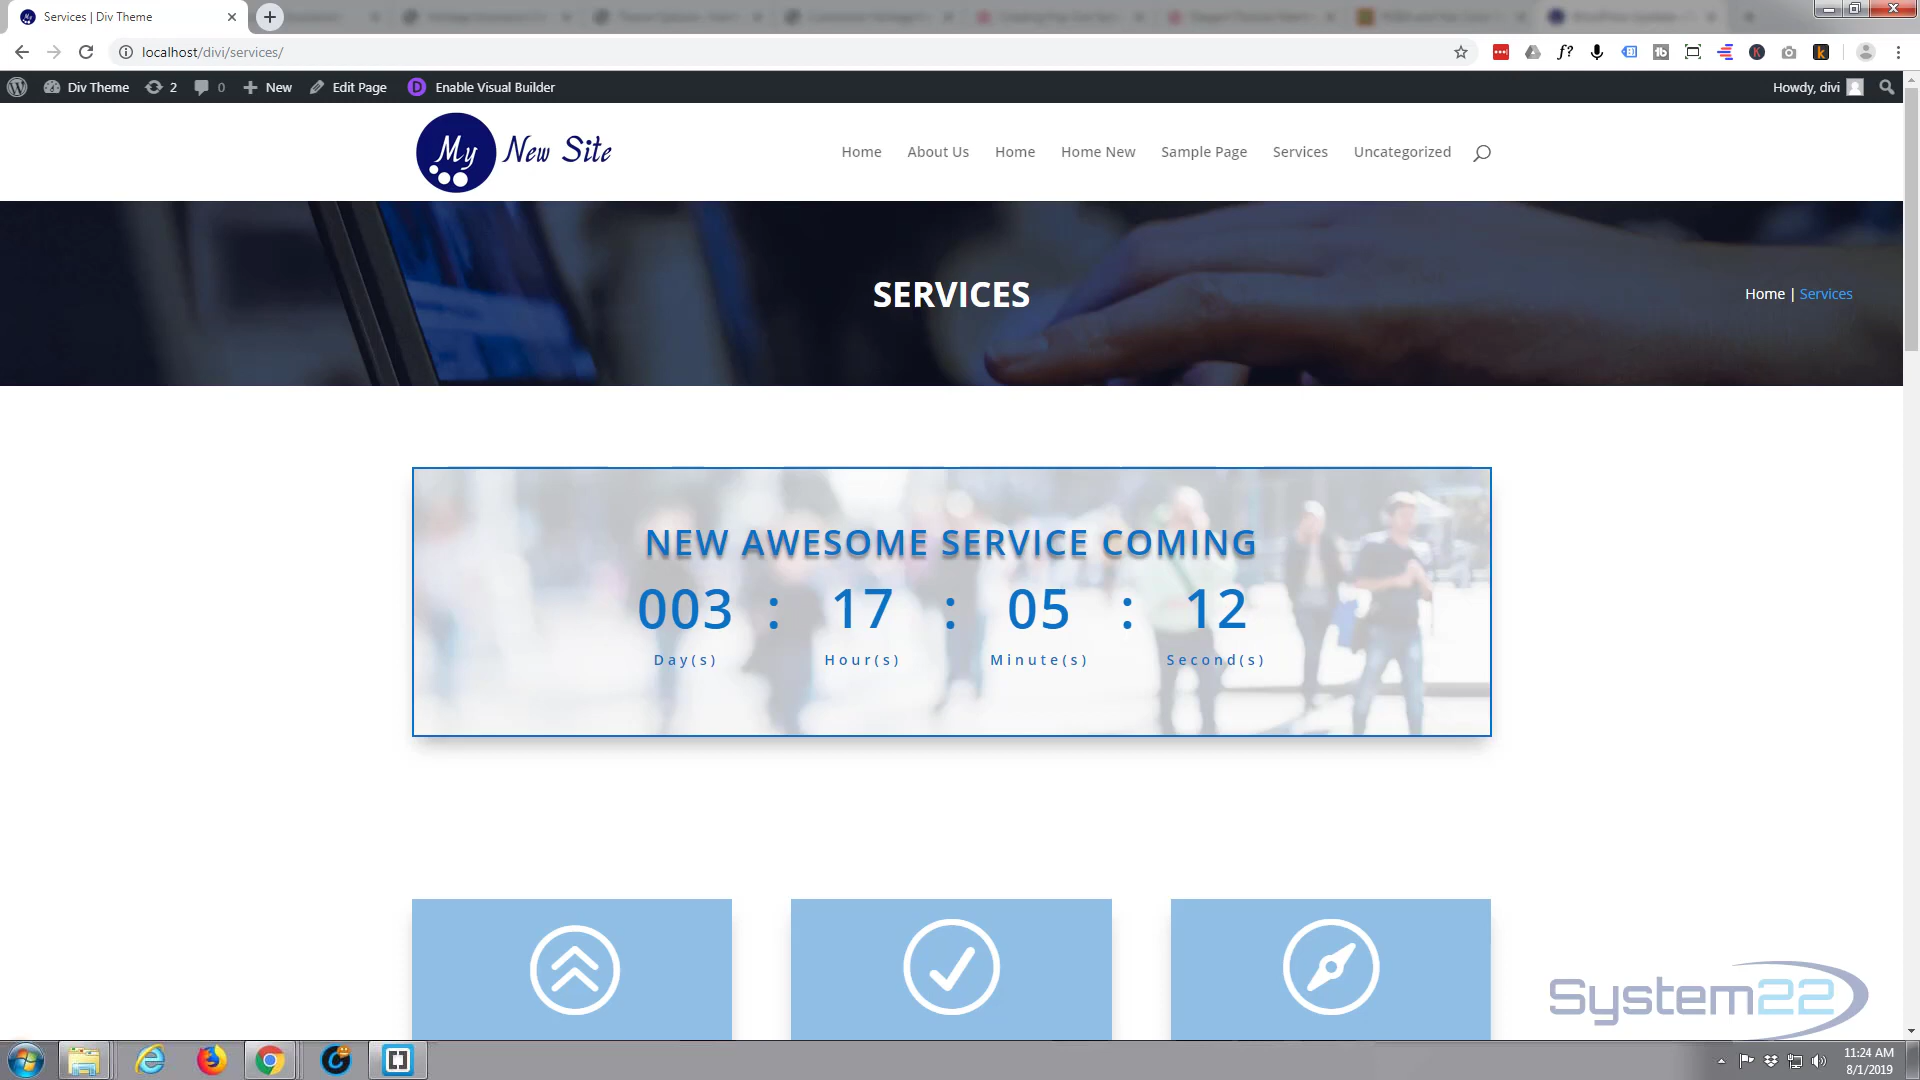 Services | Div Theme
localhost/divi/services/
Div Theme 2 0 New Edit Page Enable Visual Builder Howdy, divi
My New Site
Home About Us Home Home New Sample Page Services Uncategorized
SERVICES
Home | Services
NEW AWESOME SERVICE COMING
003 : 17 : 05 : 12
Day(s) Hour(s) Minute(s) Second(s)
System22
11:24 AM
8/1/2019